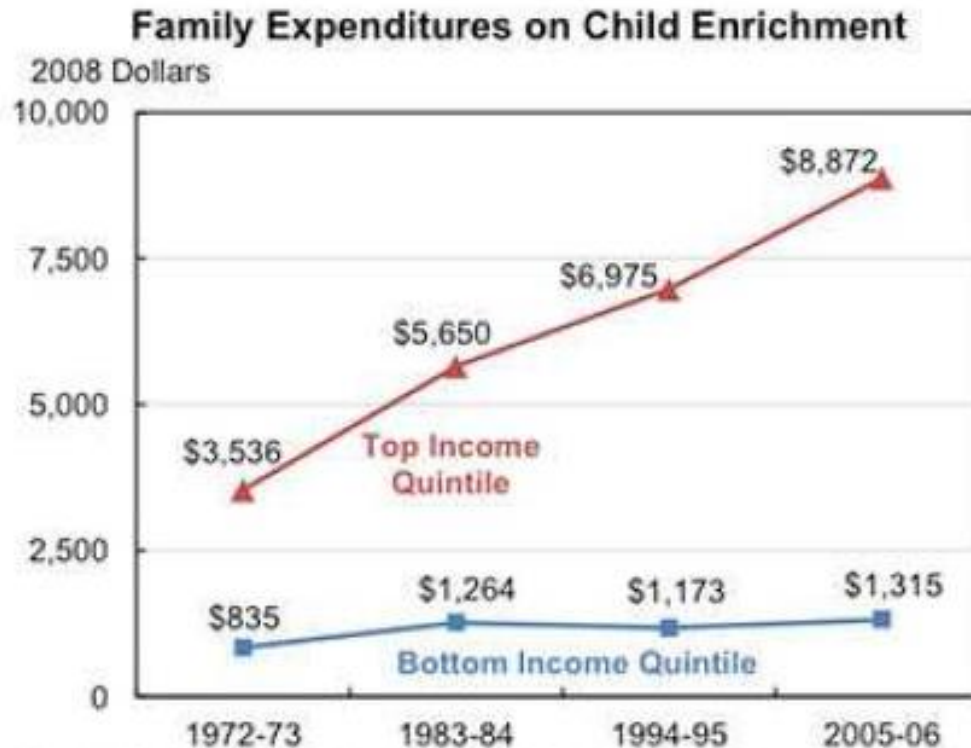 Family Expenditures on Child Enrichment
2008 Dollars
10,000
$8,872
7,500
$6,975
$5,650
5,000
$3,536
Top Income
Quintile
2,500
$835
$1,264
$1,173
$1,315
Bottom Income Quintile
0
1972-73 1983-84 1994-95 2005-06